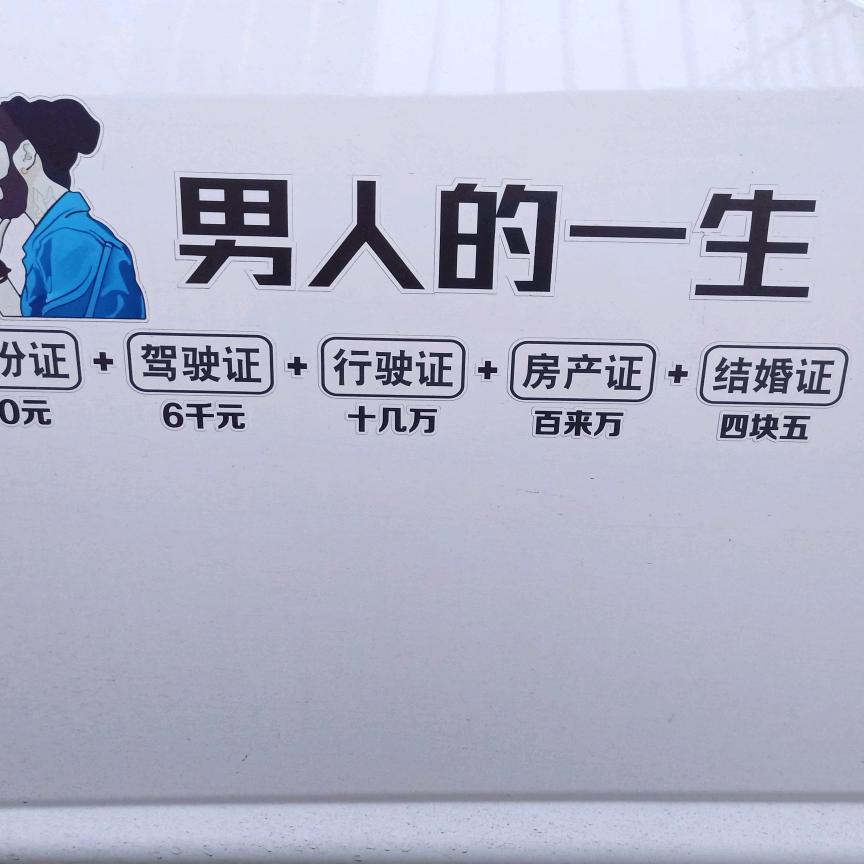 男人的一生
份证 + 驾驶证 + 行驶证 + 房产证 + 结婚证
0元 6千元 十几万 百来万 四块五